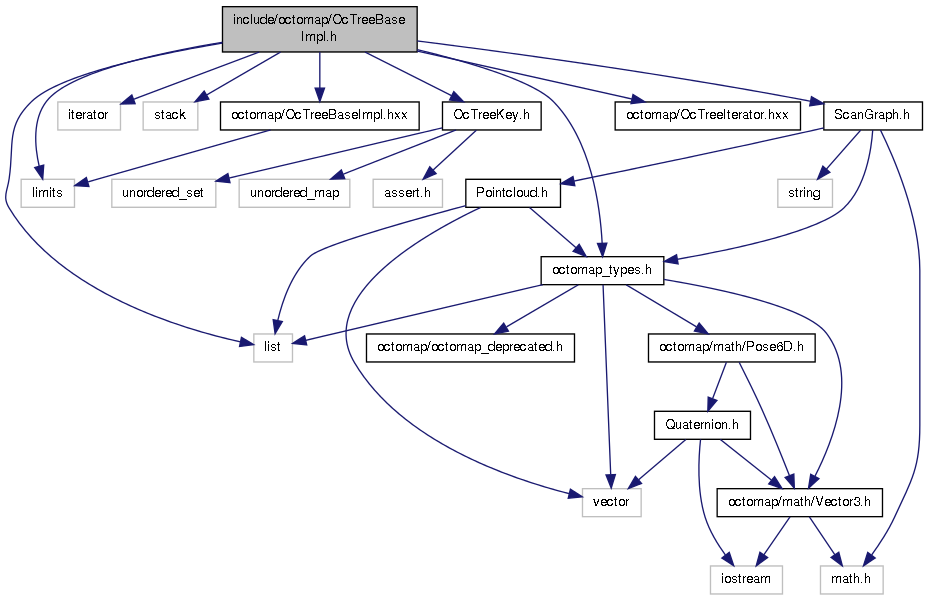 include/octomap/OcTreeBase
Impl.h
iterator
stack
octomap/OcTreeBaseImpl.hxx
OcTreeKey.h
octomap/OcTreeIterator.hxx
ScanGraph.h
limits
unordered_set
unordered_map
assert.h
Pointcloud.h
string
octomap_types.h
list
octomap/octomap_deprecated.h
octomap/math/Pose6D.h
Quaternion.h
vector
octomap/math/Vector3.h
iostream
math.h